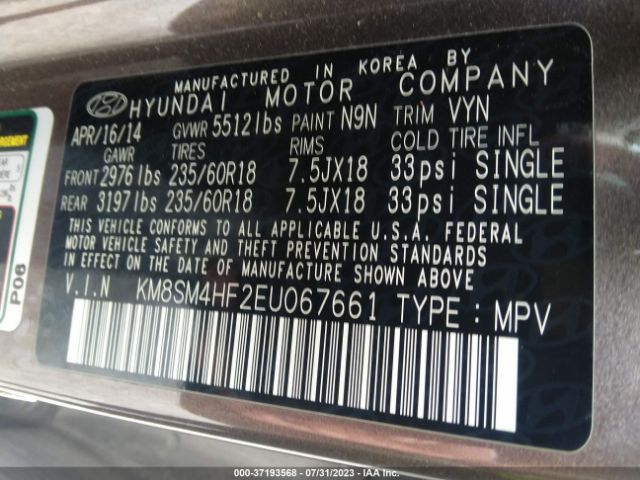 MANUFACTURED IN KOREA BY
HYUNDAI MOTOR COMPANY
APR/16/14 GVWR 5512lbs PAINT N9N TRIM VYN
GAWR TIRES RIMS COLD TIRE INFL
FRONT 2976lbs 235/60R18 7.5JX18 33psi SINGLE
REAR 3197lbs 235/60R18 7.5JX18 33psi SINGLE
THIS VEHICLE CONFORMS TO ALL APPLICABLE U.S.A. FEDERAL
MOTOR VEHICLE SAFETY AND THEFT PREVENTION STANDARDS
IN EFFECT ON THE DATE OF MANUFACTURE SHOWN ABOVE
V.I.N KM8SM4HF2EU067661 TYPE : MPV
P06
000-37193568 - 07/31/2023 - IAA Inc.